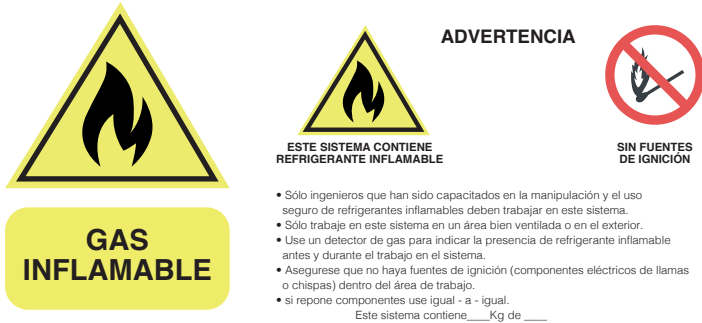 GAS
INFLAMABLE
ADVERTENCIA
ESTE SISTEMA CONTIENE
REFRIGERANTE INFLAMABLE
SIN FUENTES
DE IGNICIÓN
• Sólo ingenieros que han sido capacitados en la manipulación y el uso
seguro de refrigerantes inflamables deben trabajar en este sistema.
• Sólo trabaje en este sistema en un área bien ventilada o en el exterior.
• Use un detector de gas para indicar la presencia de refrigerante inflamable
antes y durante el trabajo en el sistema.
• Asegurese que no haya fuentes de ignición (componentes eléctricos de llamas
o chispas) dentro del área de trabajo.
• si repone componentes use igual - a - igual.
Este sistema contiene____Kg de ____